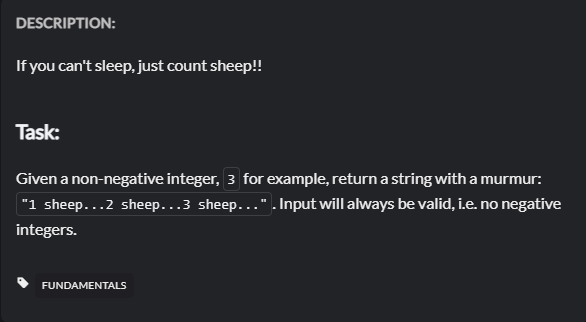 DESCRIPTION:
If you can't sleep, just count sheep!!
Task:
Given a non-negative integer, 3 for example, return a string with a murmur:
"1 sheep...2 sheep...3 sheep...". Input will always be valid, i.e. no negative
integers.
FUNDAMENTALS